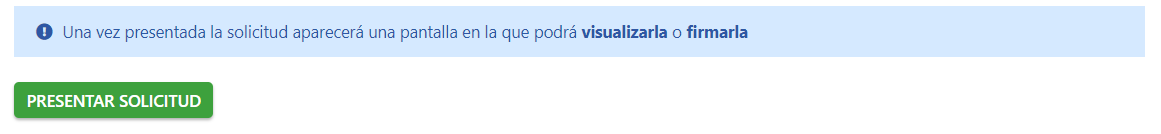 Una vez presentada la solicitud aparecerá una pantalla en la que podrá visualizarla o firmarla
PRESENTAR SOLICITUD